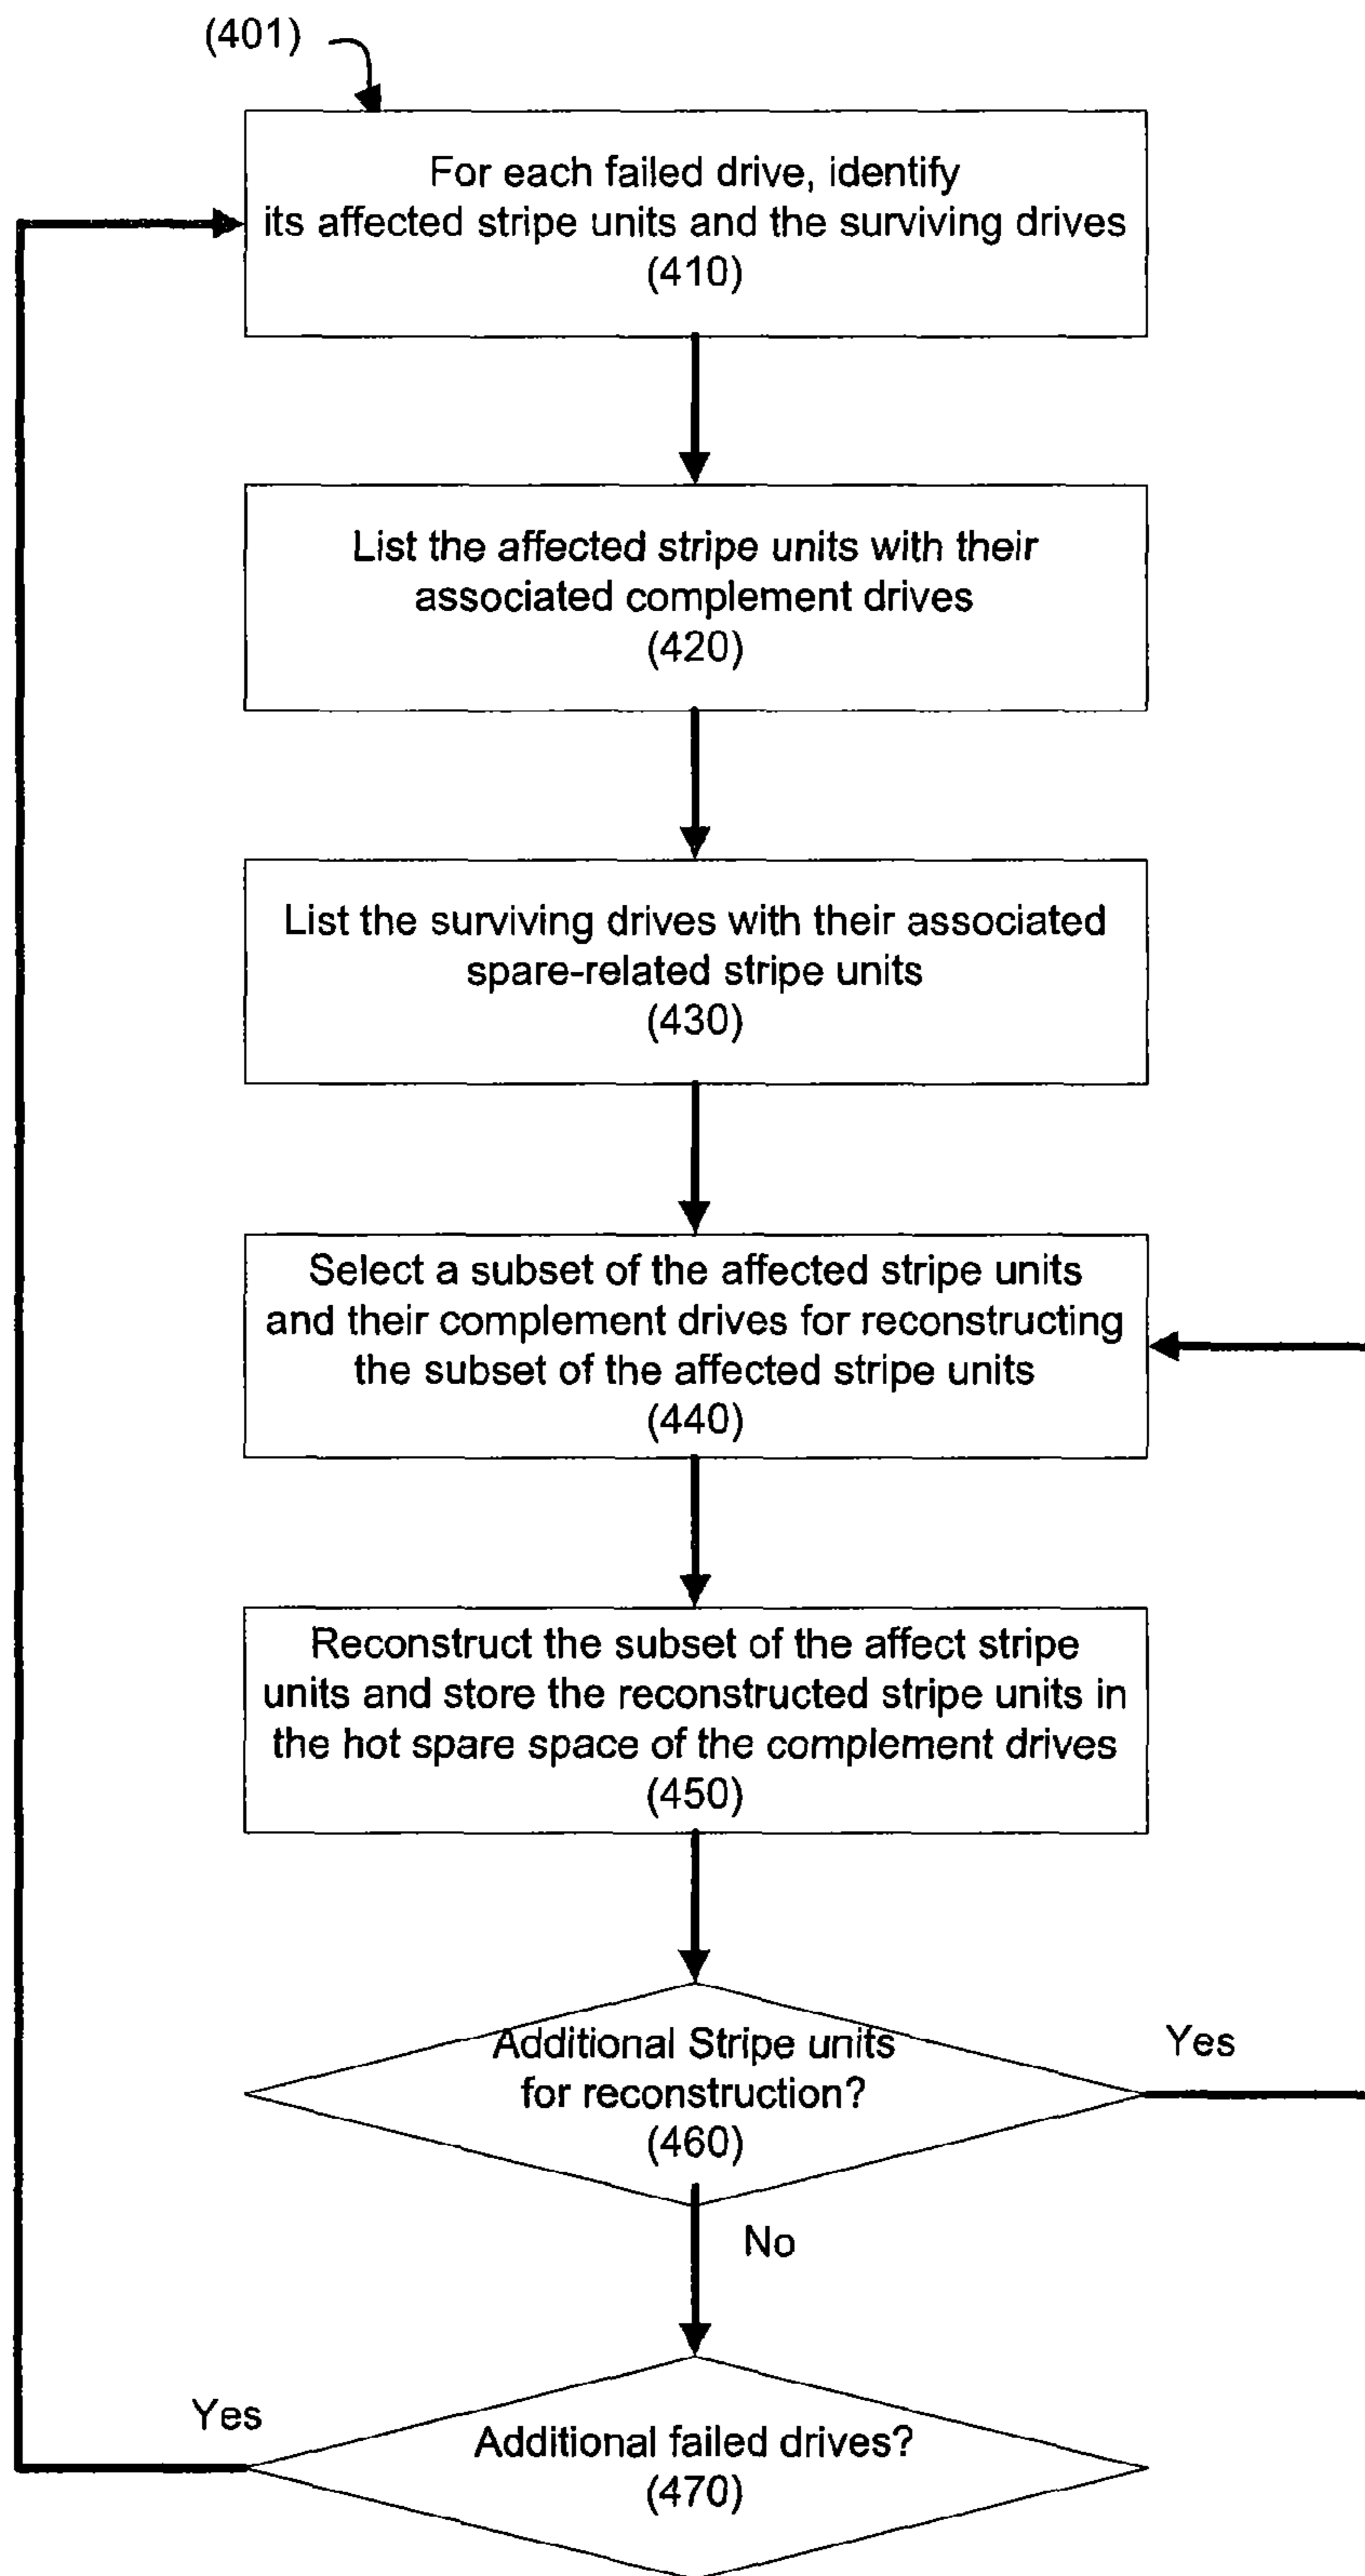 (401)
For each failed drive, identify
its affected stripe units and the surviving drives
(410)
List the affected stripe units with their
associated complement drives
(420)
List the surviving drives with their associated
spare-related stripe units
(430)
Select a subset of the affected stripe units
and their complement drives for reconstructing
the subset of the affected stripe units
(440)
Reconstruct the subset of the affect stripe
units and store the reconstructed stripe units in
the hot spare space of the complement drives
(450)
Additional Stripe units
for reconstruction?
(460)
Yes
No
Yes
Additional failed drives?
(470)